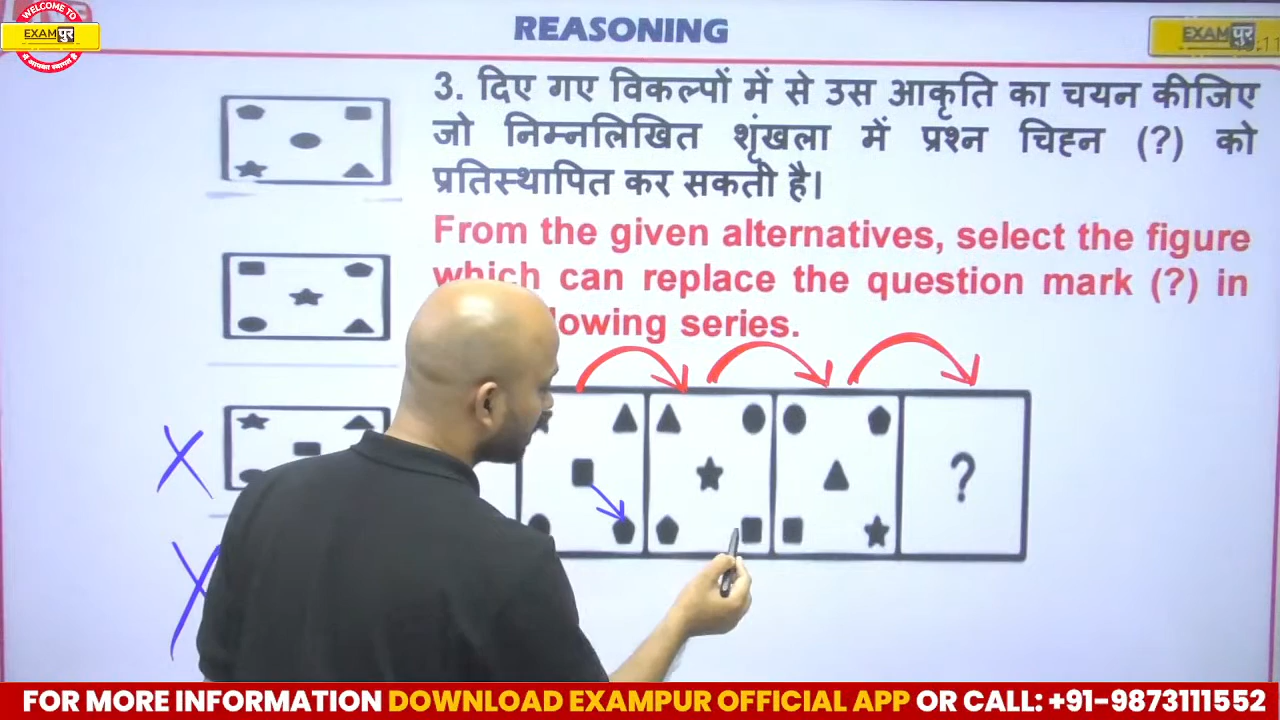 WELCOME TO
EXAMपुर
में आपका स्वागत है
REASONING
EXAMपुर
3. दिए गए विकल्पों में से उस आकृति का चयन कीजिए
जो निम्नलिखित शृंखला में प्रश्न चिह्न (?) को
प्रतिस्थापित कर सकती है।
From the given alternatives, select the figure
which can replace the question mark (?) in
lowing series.
?
FOR MORE INFORMATION DOWNLOAD EXAMPUR OFFICIAL APP OR CALL: +91-9873111552